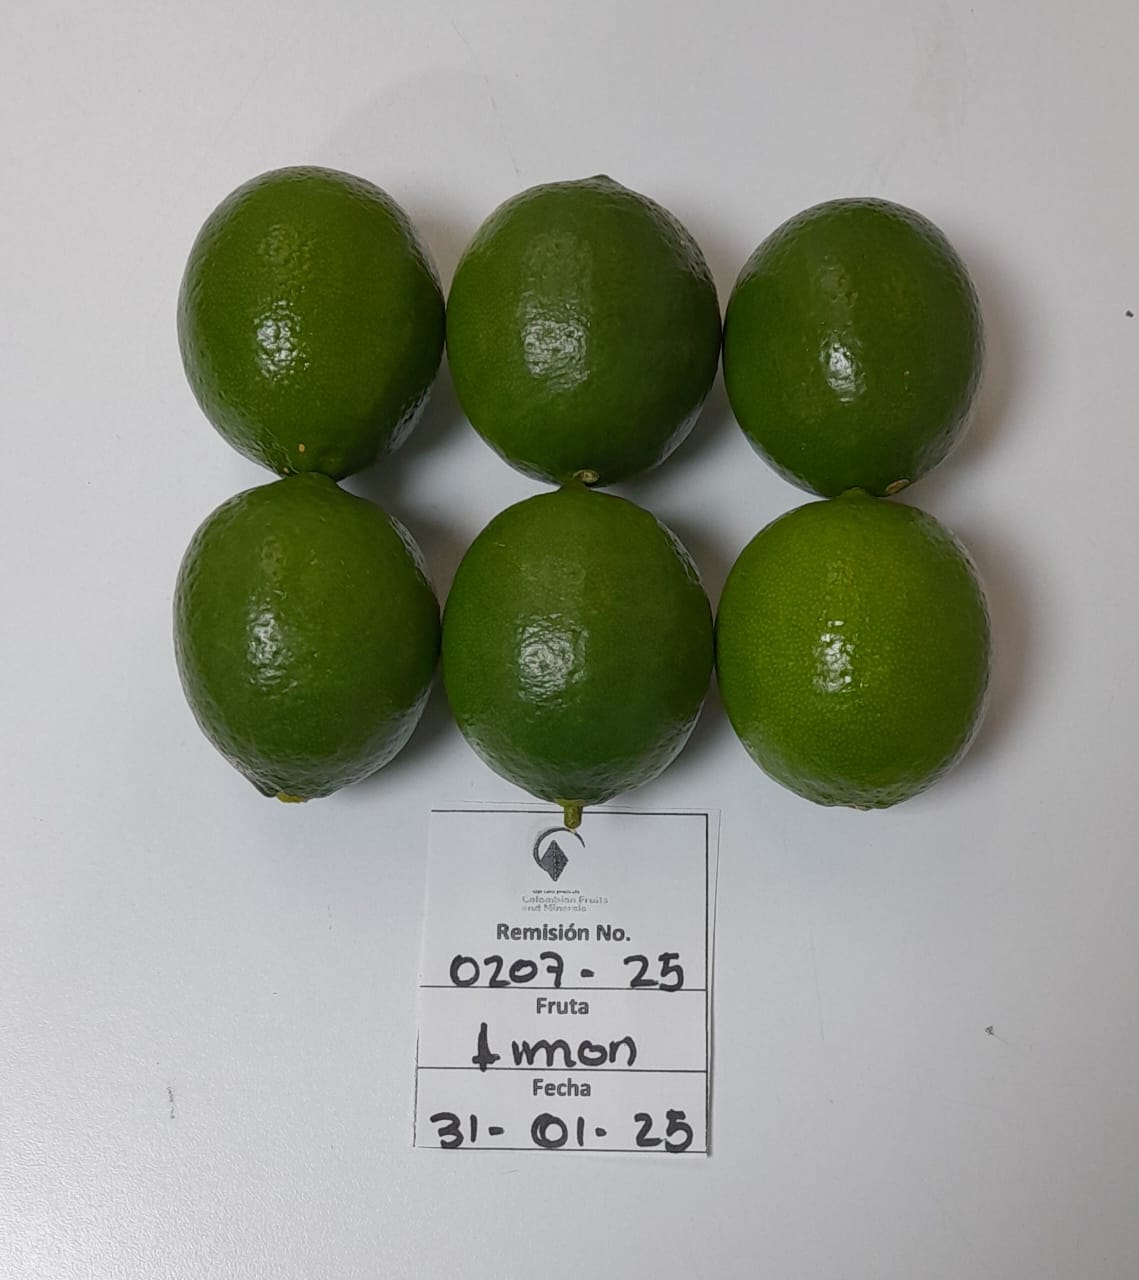 Colombian Fruits
and Minerals
Remisión No.
0207- 25
Fruta
Limon
Fecha
31- 01- 25